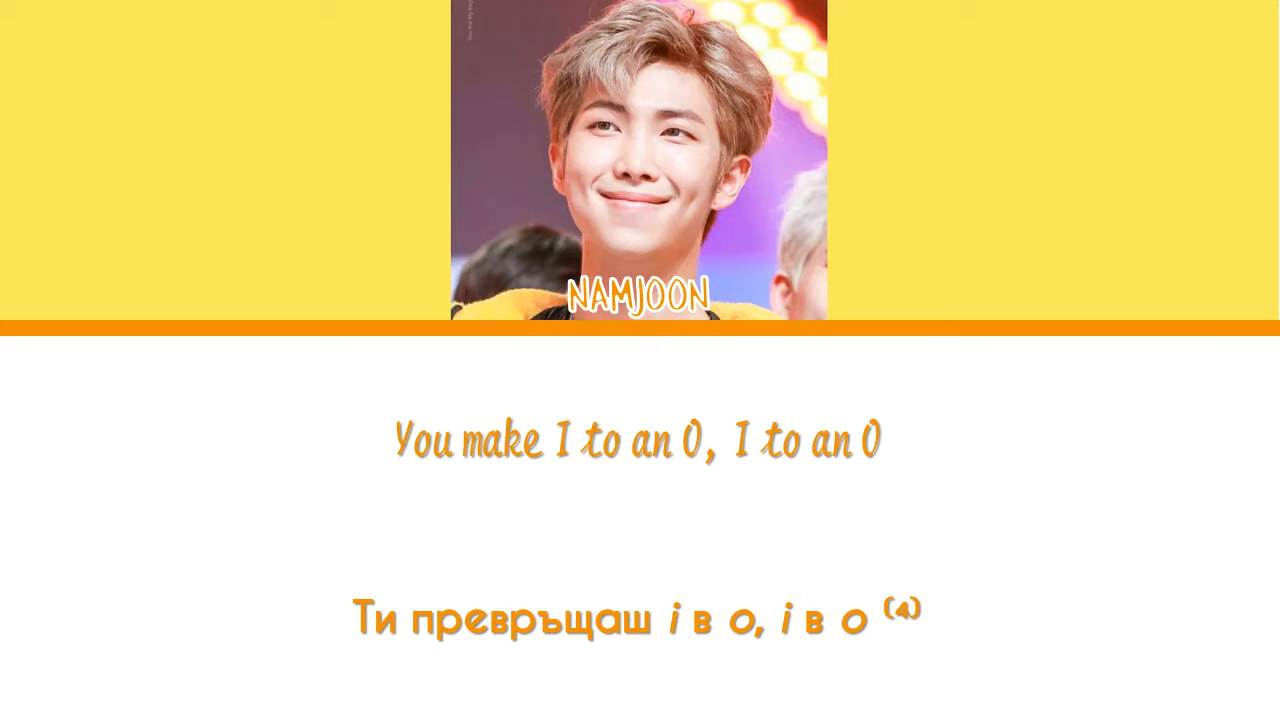 NAMJOON
You make I to an O, I to an O
Ти превръщаш i в o, i в o (4)